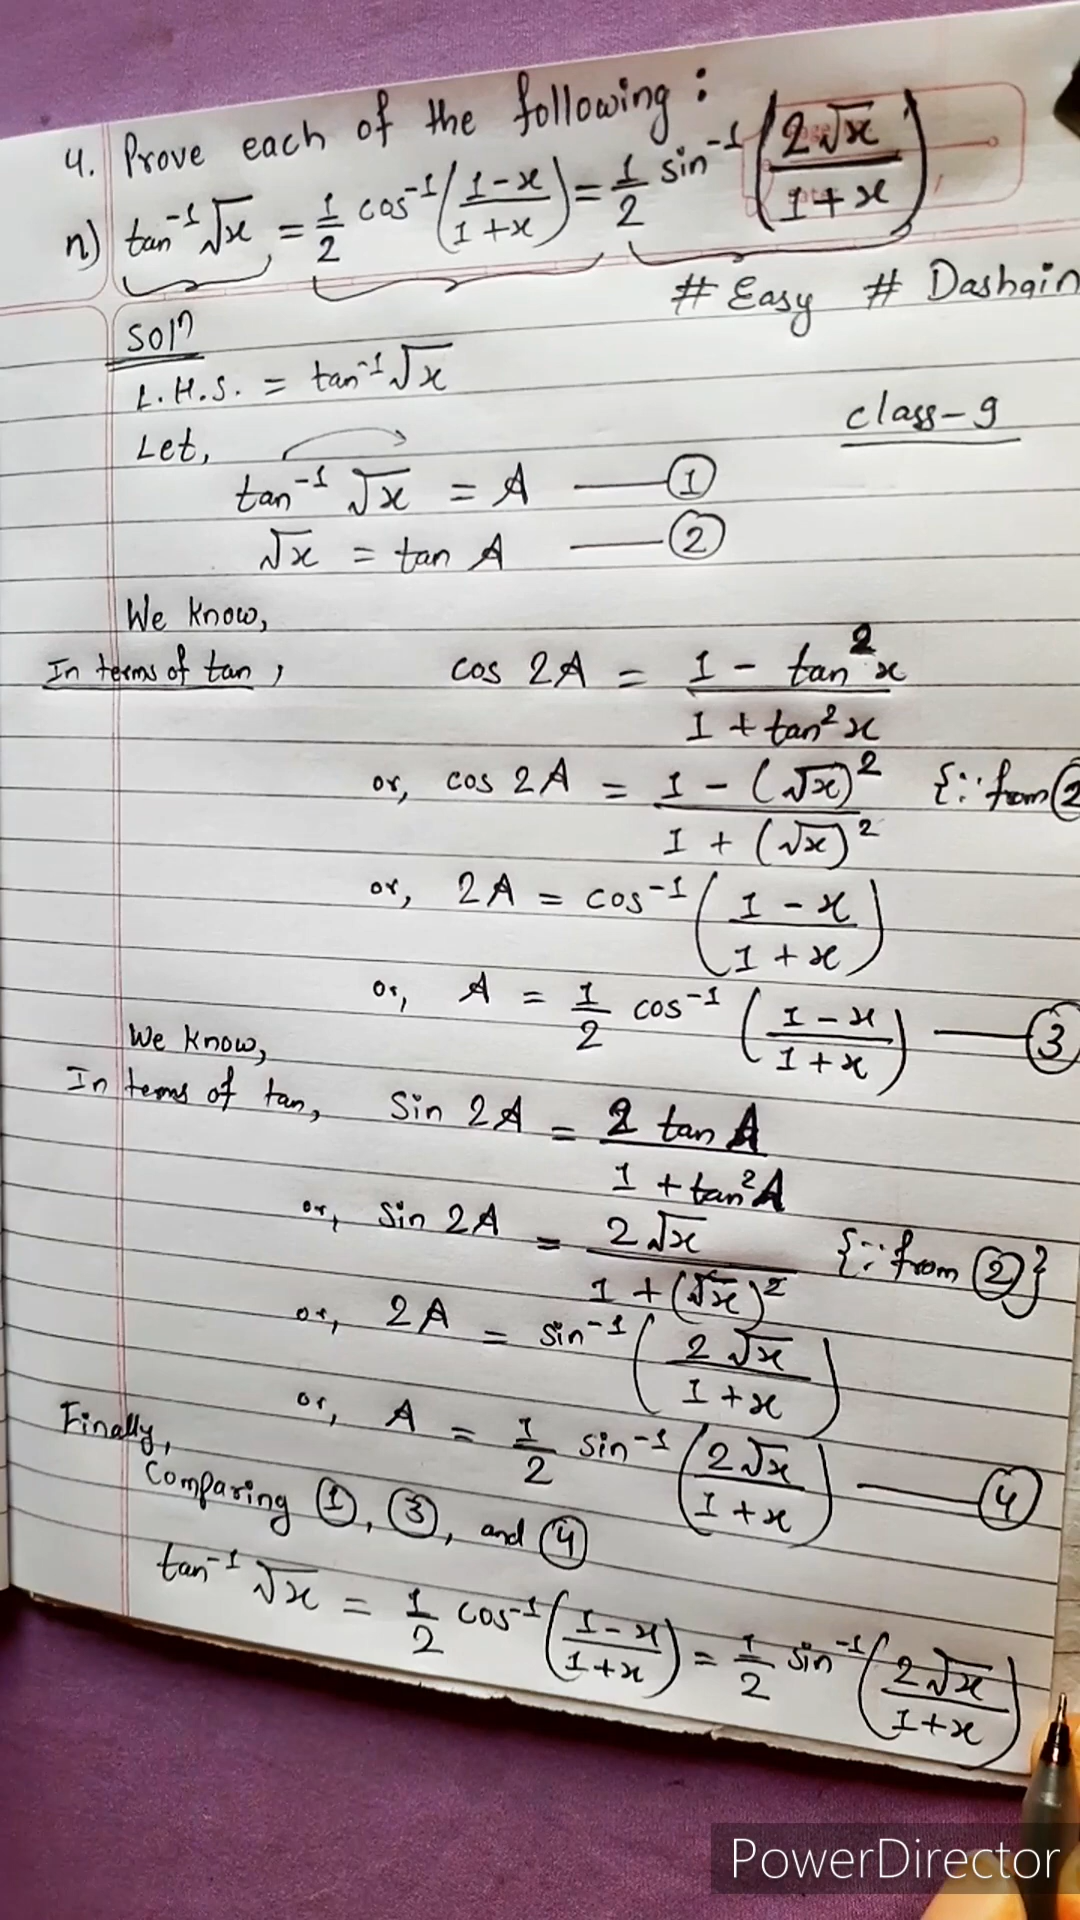 4. Prove each of the following :
n) tan⁻¹√x = 1/2 cos⁻¹((1-x)/(1+x)) = 1/2 sin⁻¹((2√x)/(1+x))
# Easy # Dashain
Solⁿ
L.H.S. = tan⁻¹√x
class-9
Let,
tan⁻¹√x = A —— ①
√x = tan A —— ②
We know,
In terms of tan, cos 2A = (1 - tan²x)/(1 + tan²x)
or, cos 2A = (1 - (√x)²)/(1 + (√x)²) {∵ from ②
or, 2A = cos⁻¹((1-x)/(1+x))
or, A = 1/2 cos⁻¹((1-x)/(1+x)) —— ③
We know,
In terms of tan, Sin 2A = (2 tan A)/(1 + tan²A)
or, Sin 2A = (2√x)/(1 + (√x)²) {∵ from ②}
or, 2A = sin⁻¹((2√x)/(1+x))
or, A = 1/2 sin⁻¹((2√x)/(1+x)) —— ④
Finally,
Comparing ①, ③, and ④
tan⁻¹√x = 1/2 cos⁻¹((1-x)/(1+x)) = 1/2 sin⁻¹((2√x)/(1+x))
PowerDirector